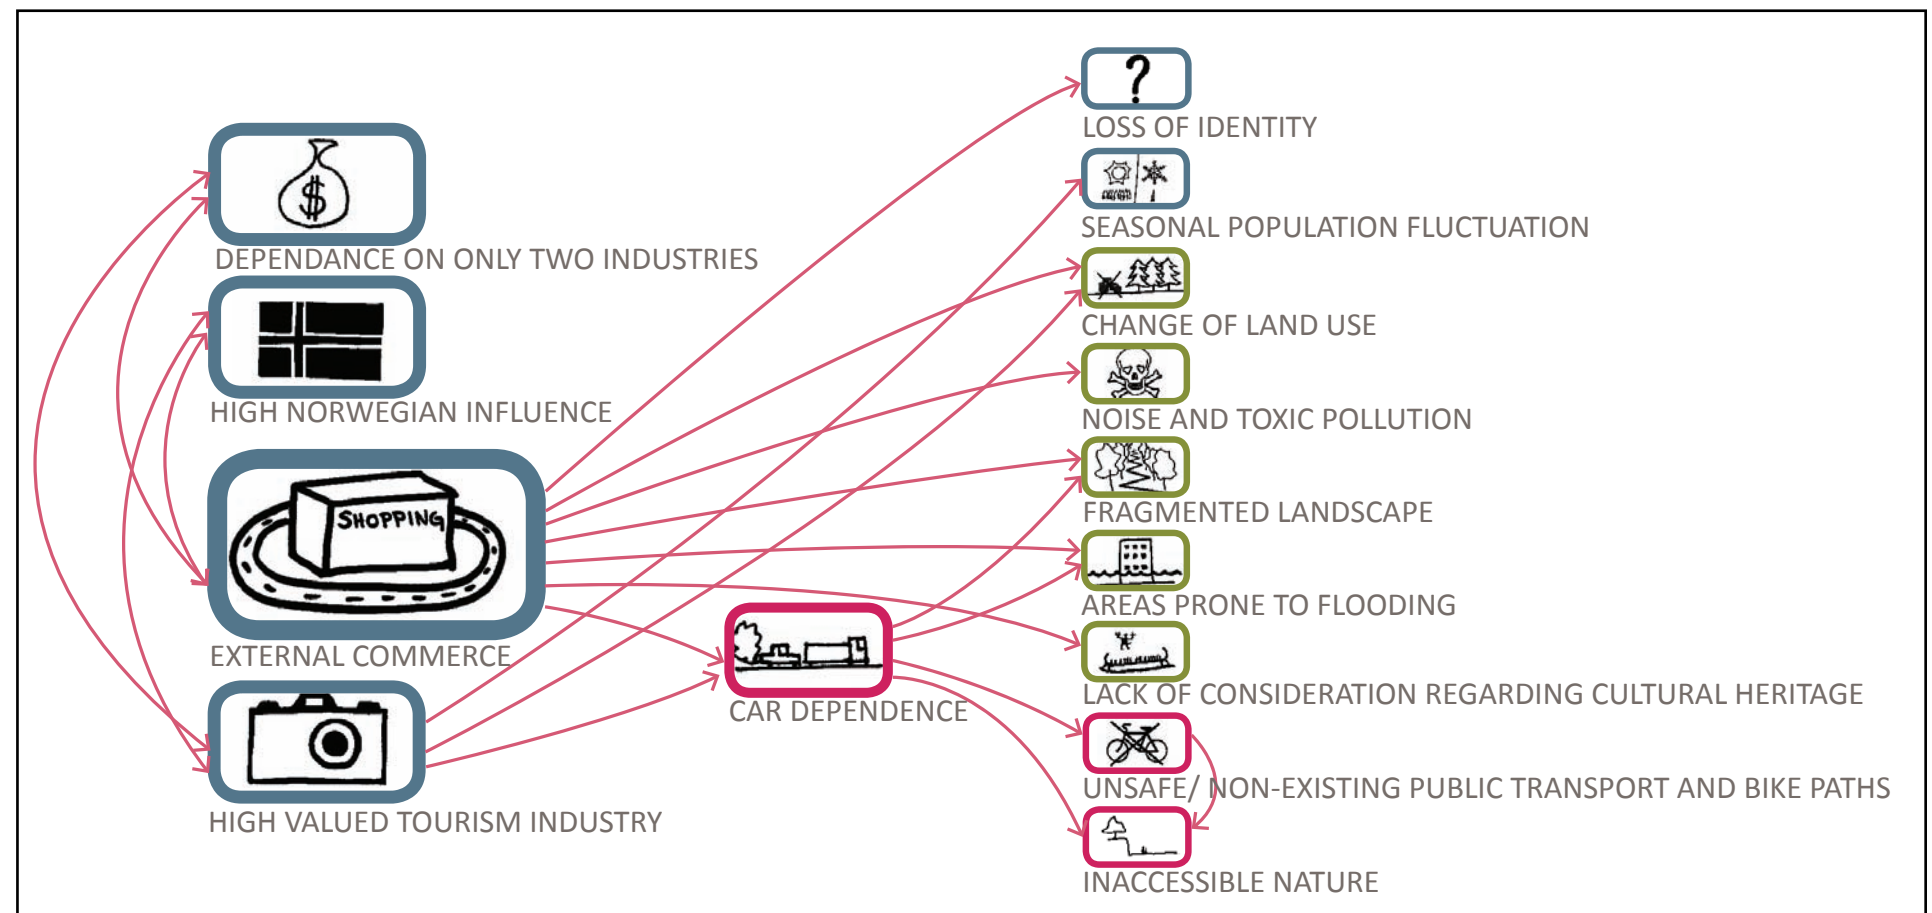 ?
LOSS OF IDENTITY
$
SEASONAL POPULATION FLUCTUATION
DEPENDANCE ON ONLY TWO INDUSTRIES
CHANGE OF LAND USE
HIGH NORWEGIAN INFLUENCE
NOISE AND TOXIC POLLUTION
SHOPPING
FRAGMENTED LANDSCAPE
AREAS PRONE TO FLOODING
EXTERNAL COMMERCE
LACK OF CONSIDERATION REGARDING CULTURAL HERITAGE
CAR DEPENDENCE
UNSAFE/ NON-EXISTING PUBLIC TRANSPORT AND BIKE PATHS
HIGH VALUED TOURISM INDUSTRY
INACCESSIBLE NATURE